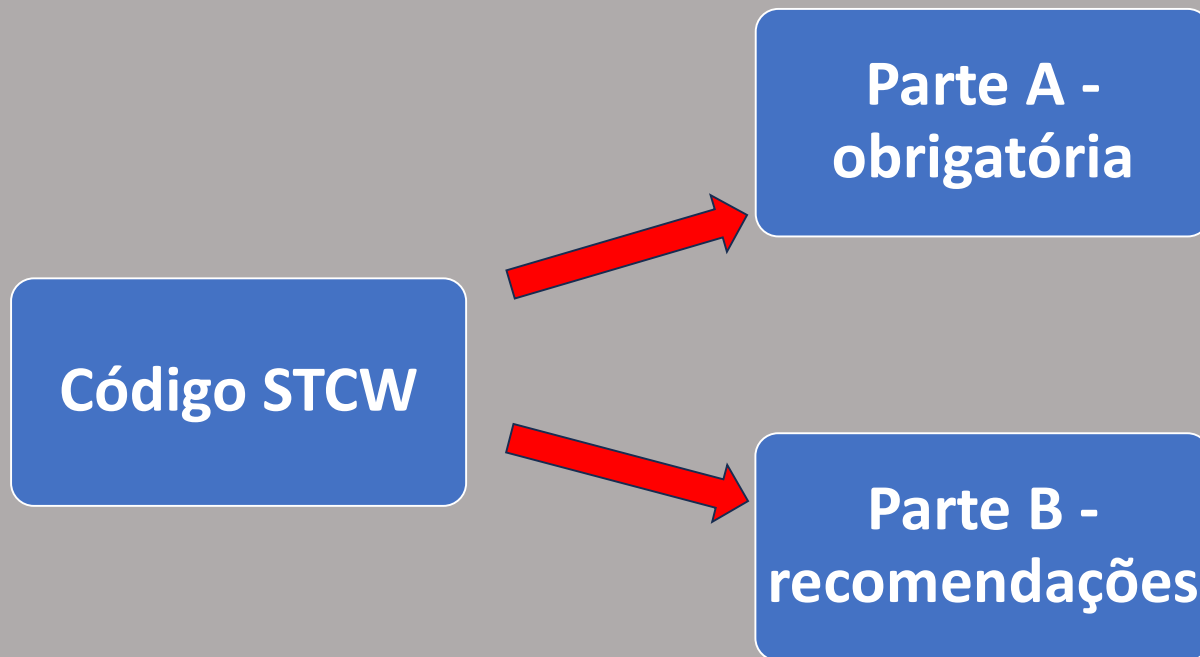 Parte A -
obrigatória
Código STCW
Parte B -
recomendações